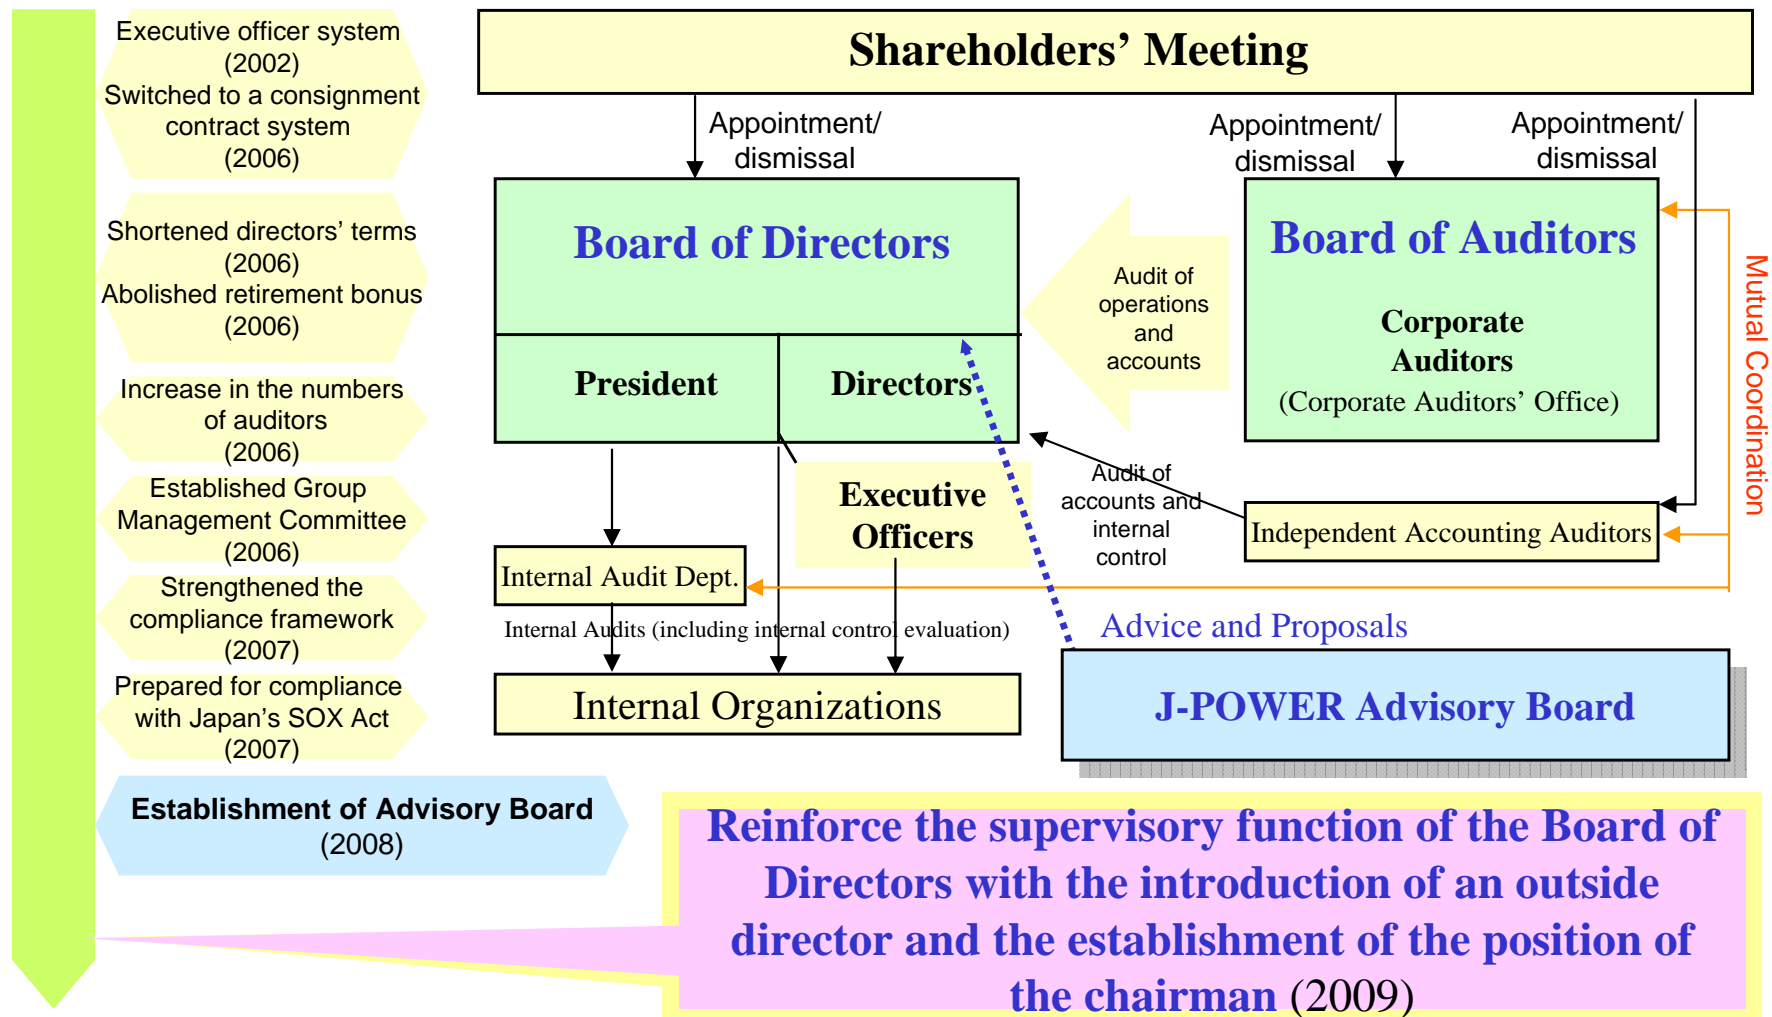 Executive officer system
(2002)
Switched to a consignment
contract system
(2006)
Shortened directors’ terms
(2006)
Abolished retirement bonus
(2006)
Increase in the numbers
of auditors
(2006)
Established Group
Management Committee
(2006)
Strengthened the
compliance framework
(2007)
Prepared for compliance
with Japan’s SOX Act
(2007)
Establishment of Advisory Board
(2008)
Shareholders’ Meeting
Appointment/
dismissal
Appointment/
dismissal
Appointment/
dismissal
Board of Directors
President
Directors
Audit of
operations
and
accounts
Board of Auditors
Corporate
Auditors
(Corporate Auditors’ Office)
Mutual Coordination
Executive
Officers
Audit of
accounts and
internal
control
Independent Accounting Auditors
Internal Audit Dept.
Internal Audits (including internal control evaluation)
Advice and Proposals
Internal Organizations
J-POWER Advisory Board
Reinforce the supervisory function of the Board of
Directors with the introduction of an outside
director and the establishment of the position of
the chairman (2009)